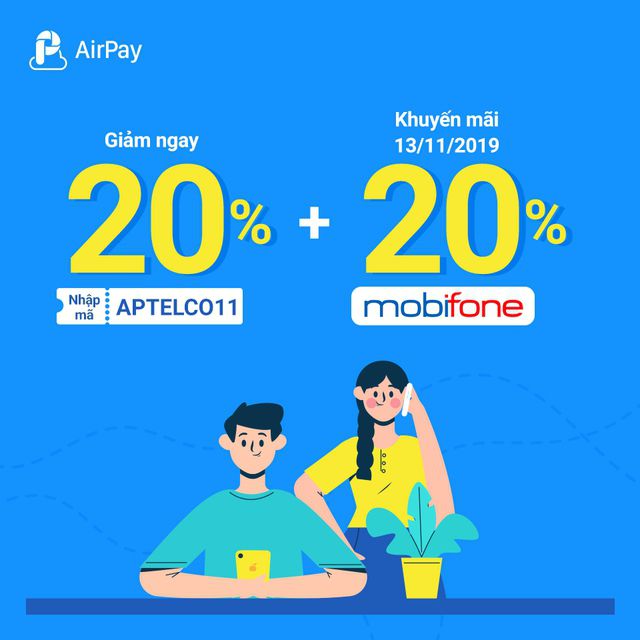 AirPay
Giảm ngay
20%
Nhập mã
APTELCO11
+
Khuyến mãi
13/11/2019
20%
mobifone